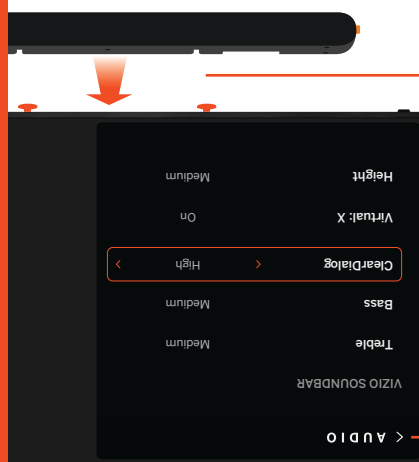 < AUDIO
VIZIO SOUNDBAR
Treble Medium
Bass Medium
ClearDialog < High >
Virtual: X On
Height Medium